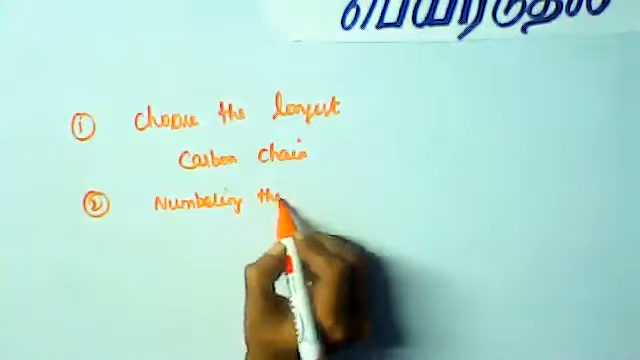 பெயரிடுதல்
① Choose the longest
Carbon chain
② Numbering the